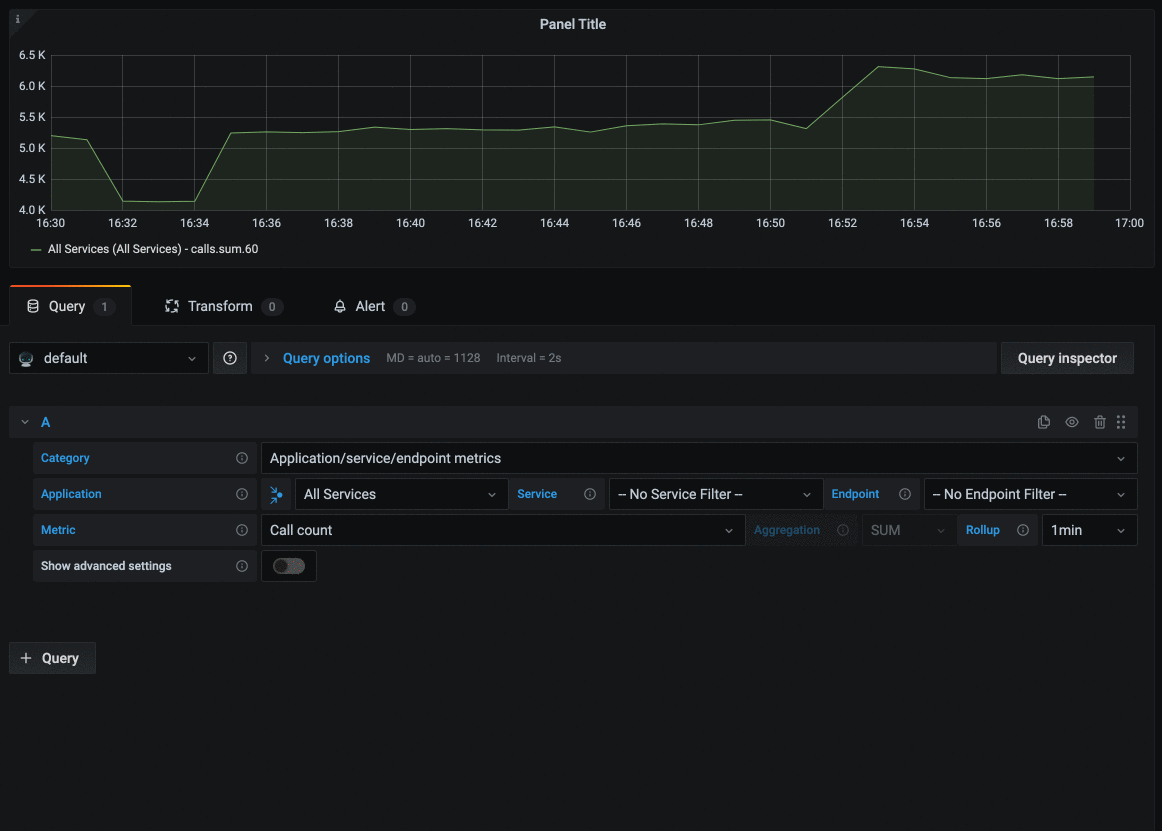 i
Panel Title
6.5 K
6.0 K
5.5 K
5.0 K
4.5 K
4.0 K
16:30 16:32 16:34 16:36 16:38 16:40 16:42 16:44 16:46 16:48 16:50 16:52 16:54 16:56 16:58 17:00
All Services (All Services) - calls.sum.60
Query 1 Transform 0 Alert 0
default Query options MD = auto = 1128 Interval = 2s Query inspector
A
Category Application/service/endpoint metrics
Application All Services Service -- No Service Filter -- Endpoint -- No Endpoint Filter --
Metric Call count Aggregation SUM Rollup 1min
Show advanced settings
+ Query